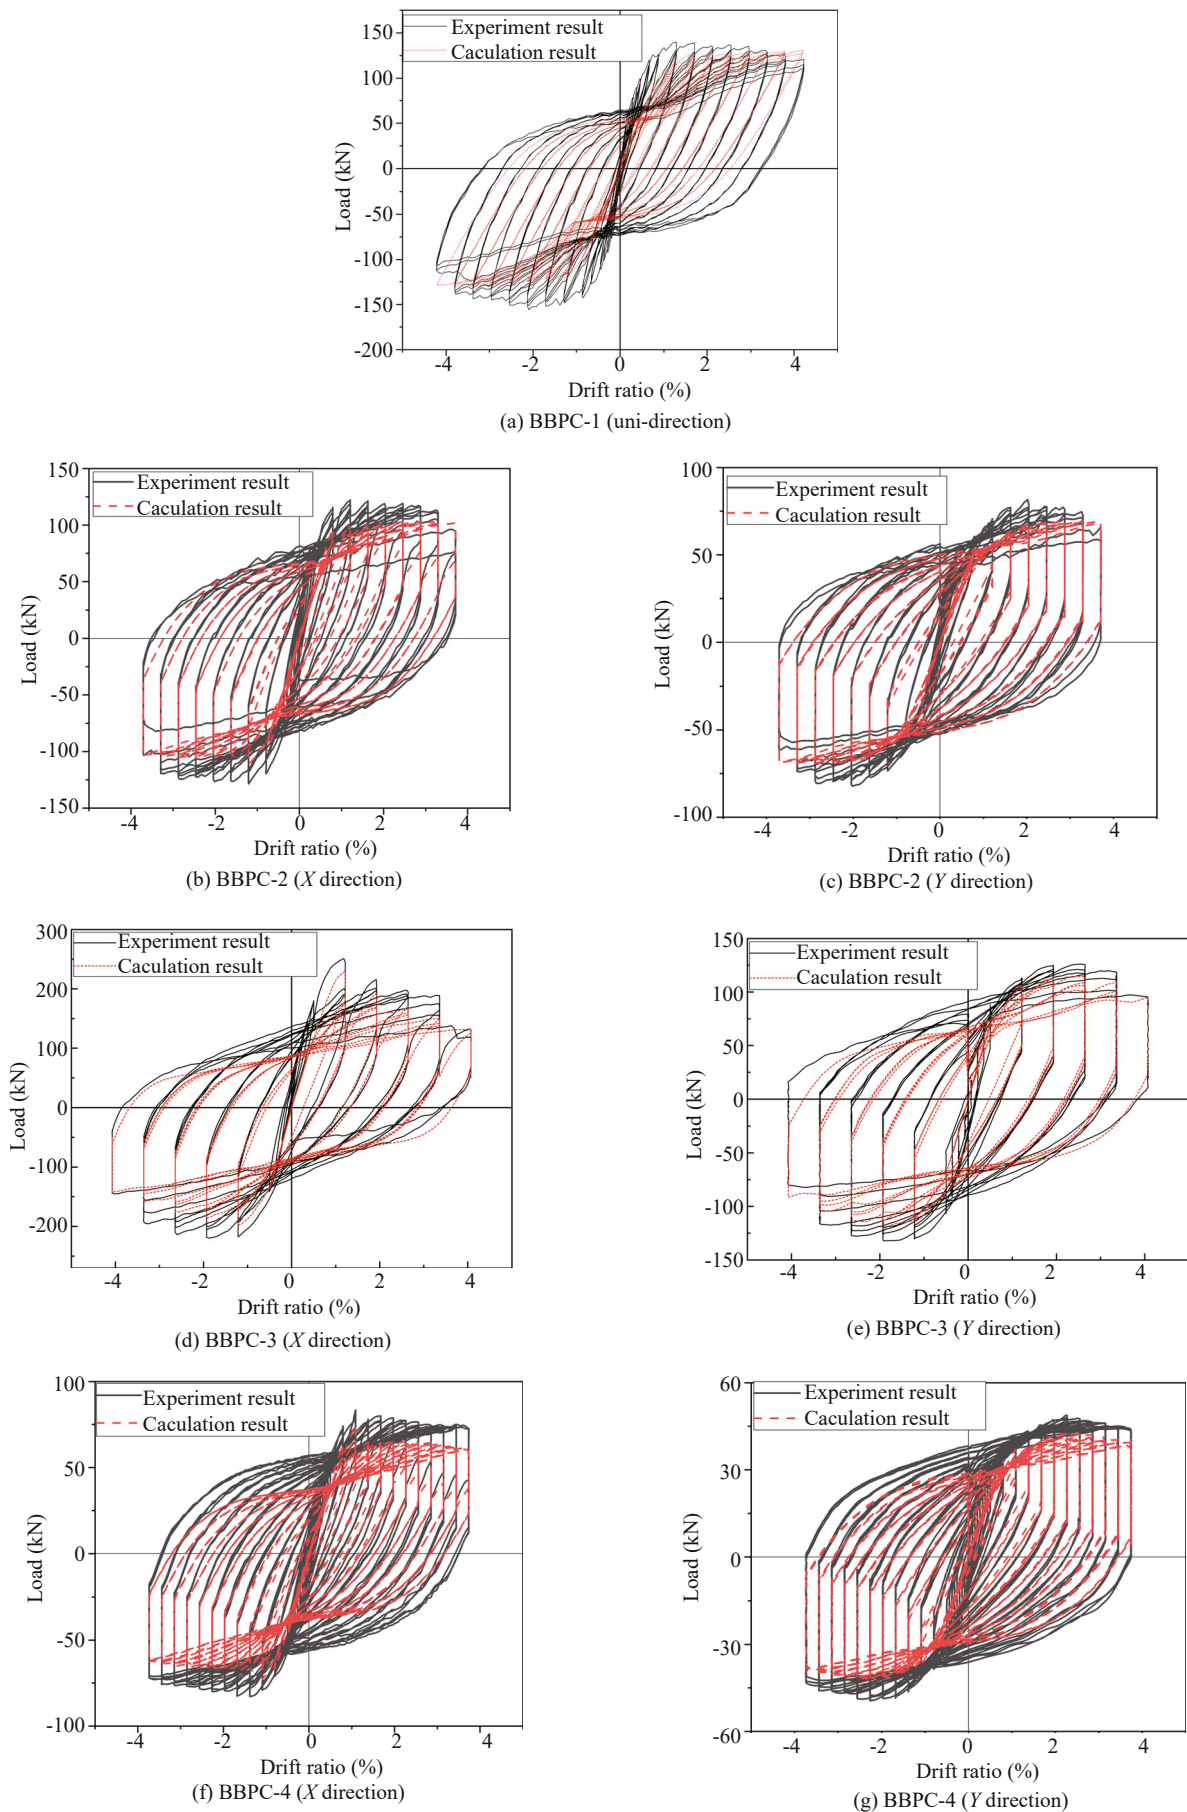 Experiment result
Caculation result
150
100
50
0
-50
-100
-150
-200
Load (kN)
-4 -2 0 2 4
Drift ratio (%)
(a) BBPC-1 (uni-direction)
Experiment result
Caculation result
150
100
50
0
-50
-100
-150
Load (kN)
-4 -2 0 2 4
Drift ratio (%)
(b) BBPC-2 (X direction)
Experiment result
Caculation result
100
50
0
-50
-100
Load (kN)
-4 -2 0 2 4
Drift ratio (%)
(c) BBPC-2 (Y direction)
Experiment result
Caculation result
300
200
100
0
-100
-200
Load (kN)
-4 -2 0 2 4
Drift ratio (%)
(d) BBPC-3 (X direction)
Experiment result
Caculation result
150
100
50
0
-50
-100
-150
Load (kN)
-4 -2 0 2 4
Drift ratio (%)
(e) BBPC-3 (Y direction)
Experiment result
Caculation result
100
50
0
-50
-100
Load (kN)
-4 -2 0 2 4
Drift ratio (%)
(f) BBPC-4 (X direction)
Experiment result
Caculation result
60
30
0
-30
-60
Load (kN)
-4 -2 0 2 4
Drift ratio (%)
(g) BBPC-4 (Y direction)